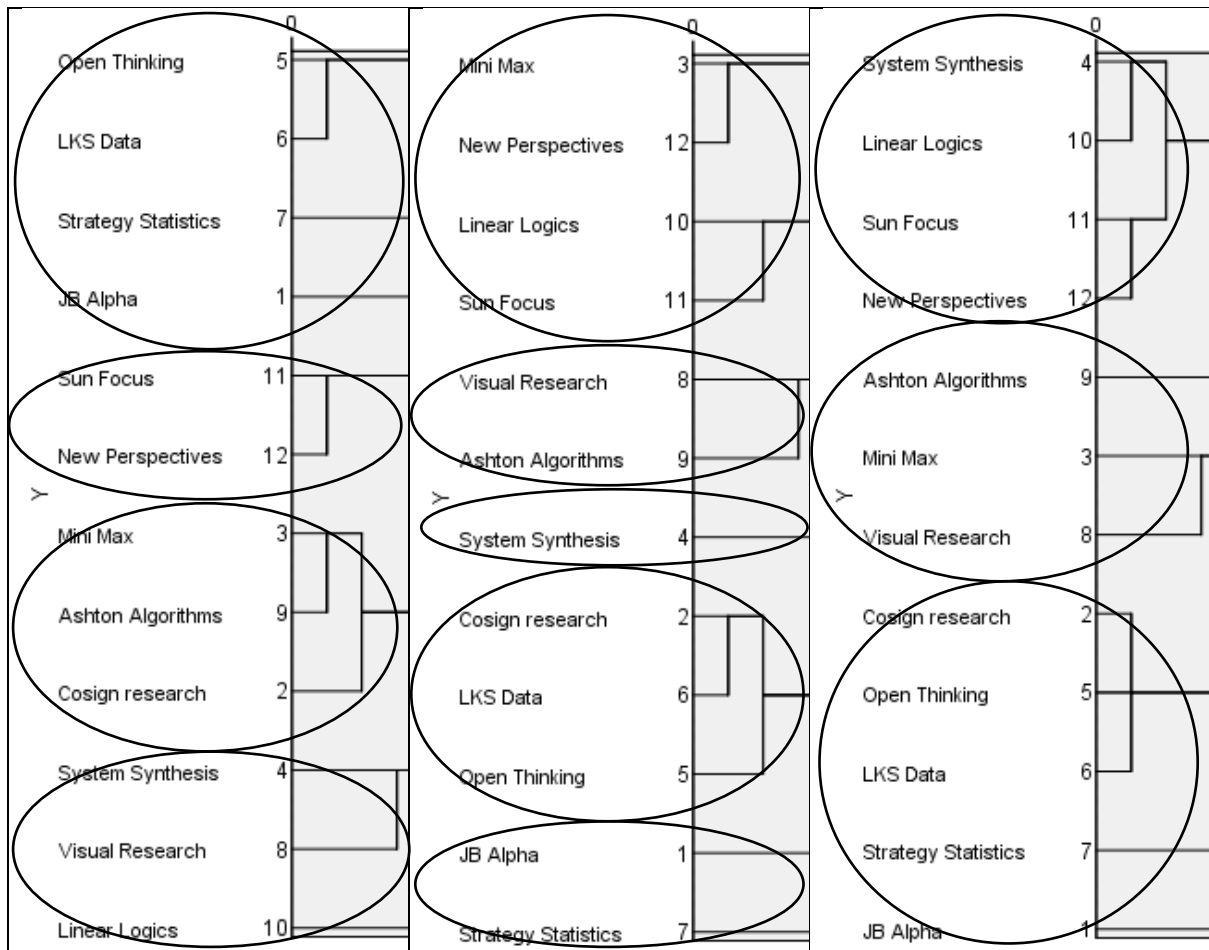 0
Open Thinking 5
LKS Data 6
Strategy Statistics 7
JB Alpha 1
Sun Focus 11
New Perspectives 12
Y
Mini Max 3
Ashton Algorithms 9
Cosign research 2
System Synthesis 4
Visual Research 8
Linear Logics 10
0
Mini Max 3
New Perspectives 12
Linear Logics 10
Sun Focus 11
Visual Research 8
Ashton Algorithms 9
Y
System Synthesis 4
Cosign research 2
LKS Data 6
Open Thinking 5
JB Alpha 1
Strategy Statistics 7
0
System Synthesis 4
Linear Logics 10
Sun Focus 11
New Perspectives 12
Ashton Algorithms 9
Mini Max 3
Y
Visual Research 8
Cosign research 2
Open Thinking 5
LKS Data 6
Strategy Statistics 7
JB Alpha 1